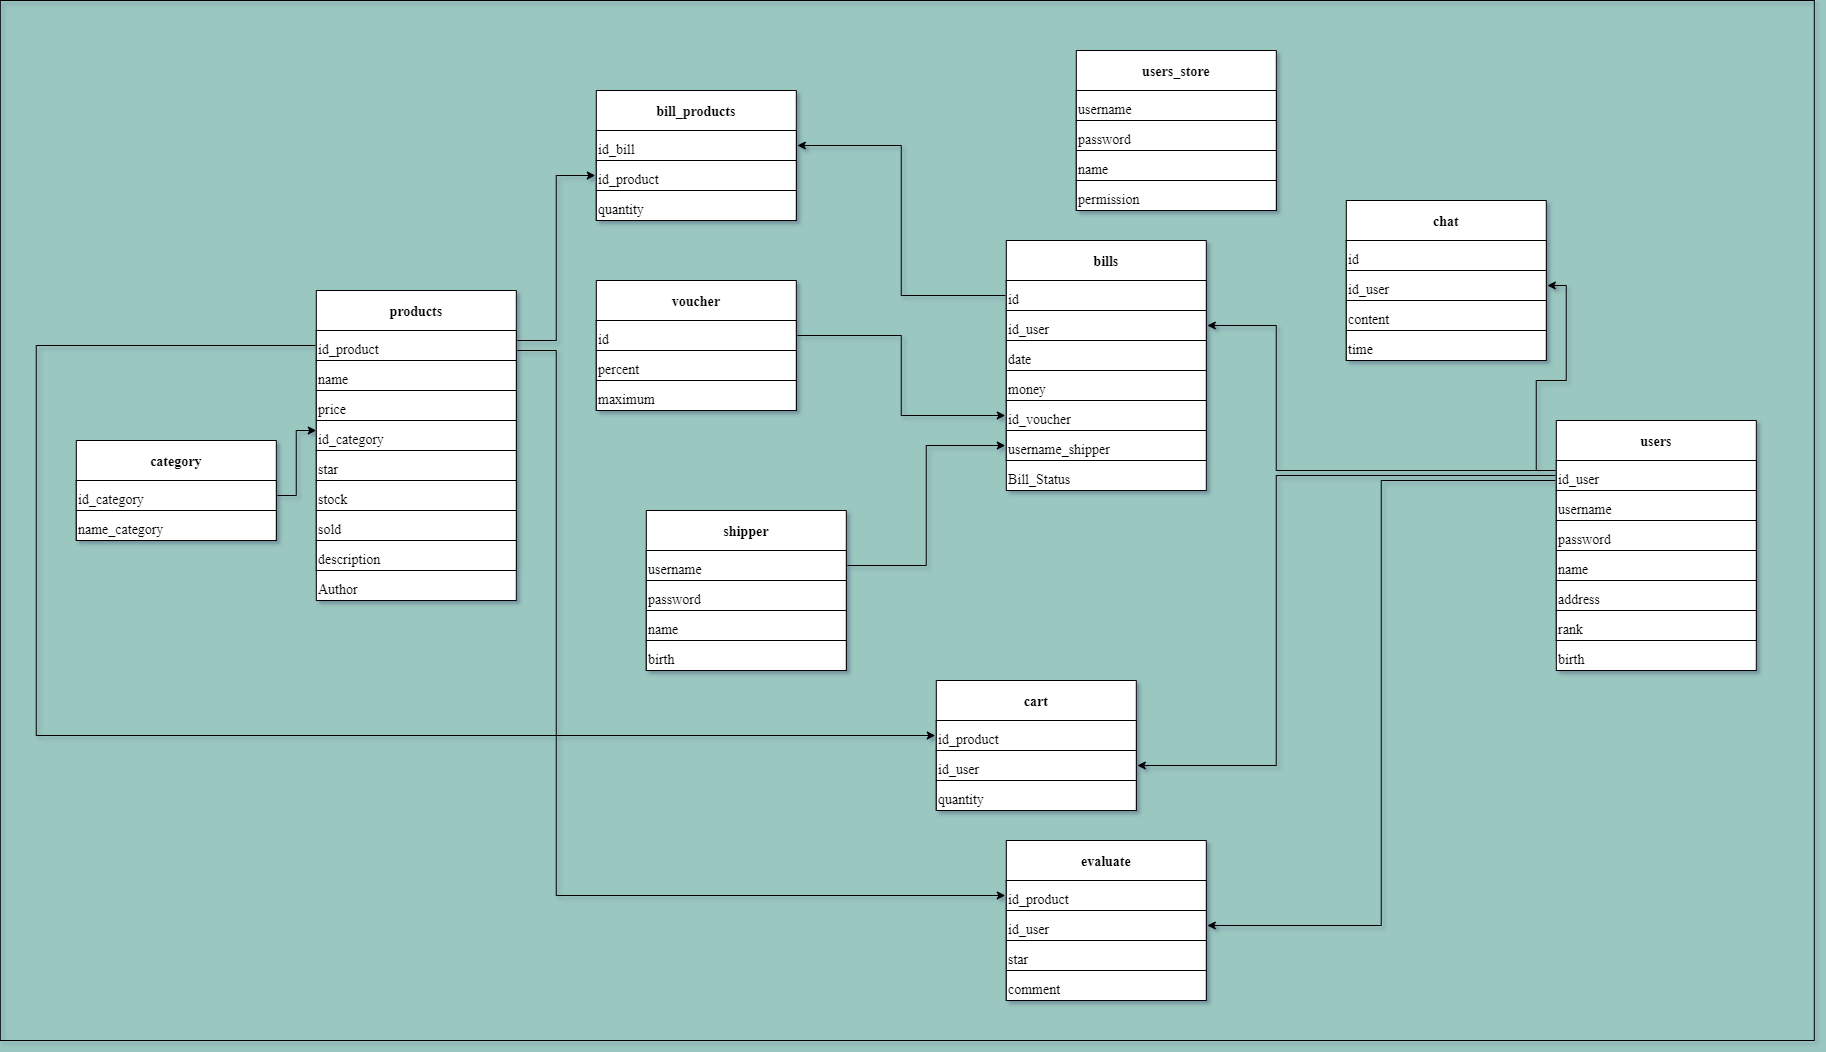 users_store
username
password
name
permission
bill_products
id_bill
id_product
quantity
chat
id
id_user
content
time
bills
id
id_user
date
money
id_voucher
username_shipper
Bill_Status
voucher
id
percent
maximum
products
id_product
name
price
id_category
star
stock
sold
description
Author
category
id_category
name_category
users
id_user
username
password
name
address
rank
birth
shipper
username
password
name
birth
cart
id_product
id_user
quantity
evaluate
id_product
id_user
star
comment